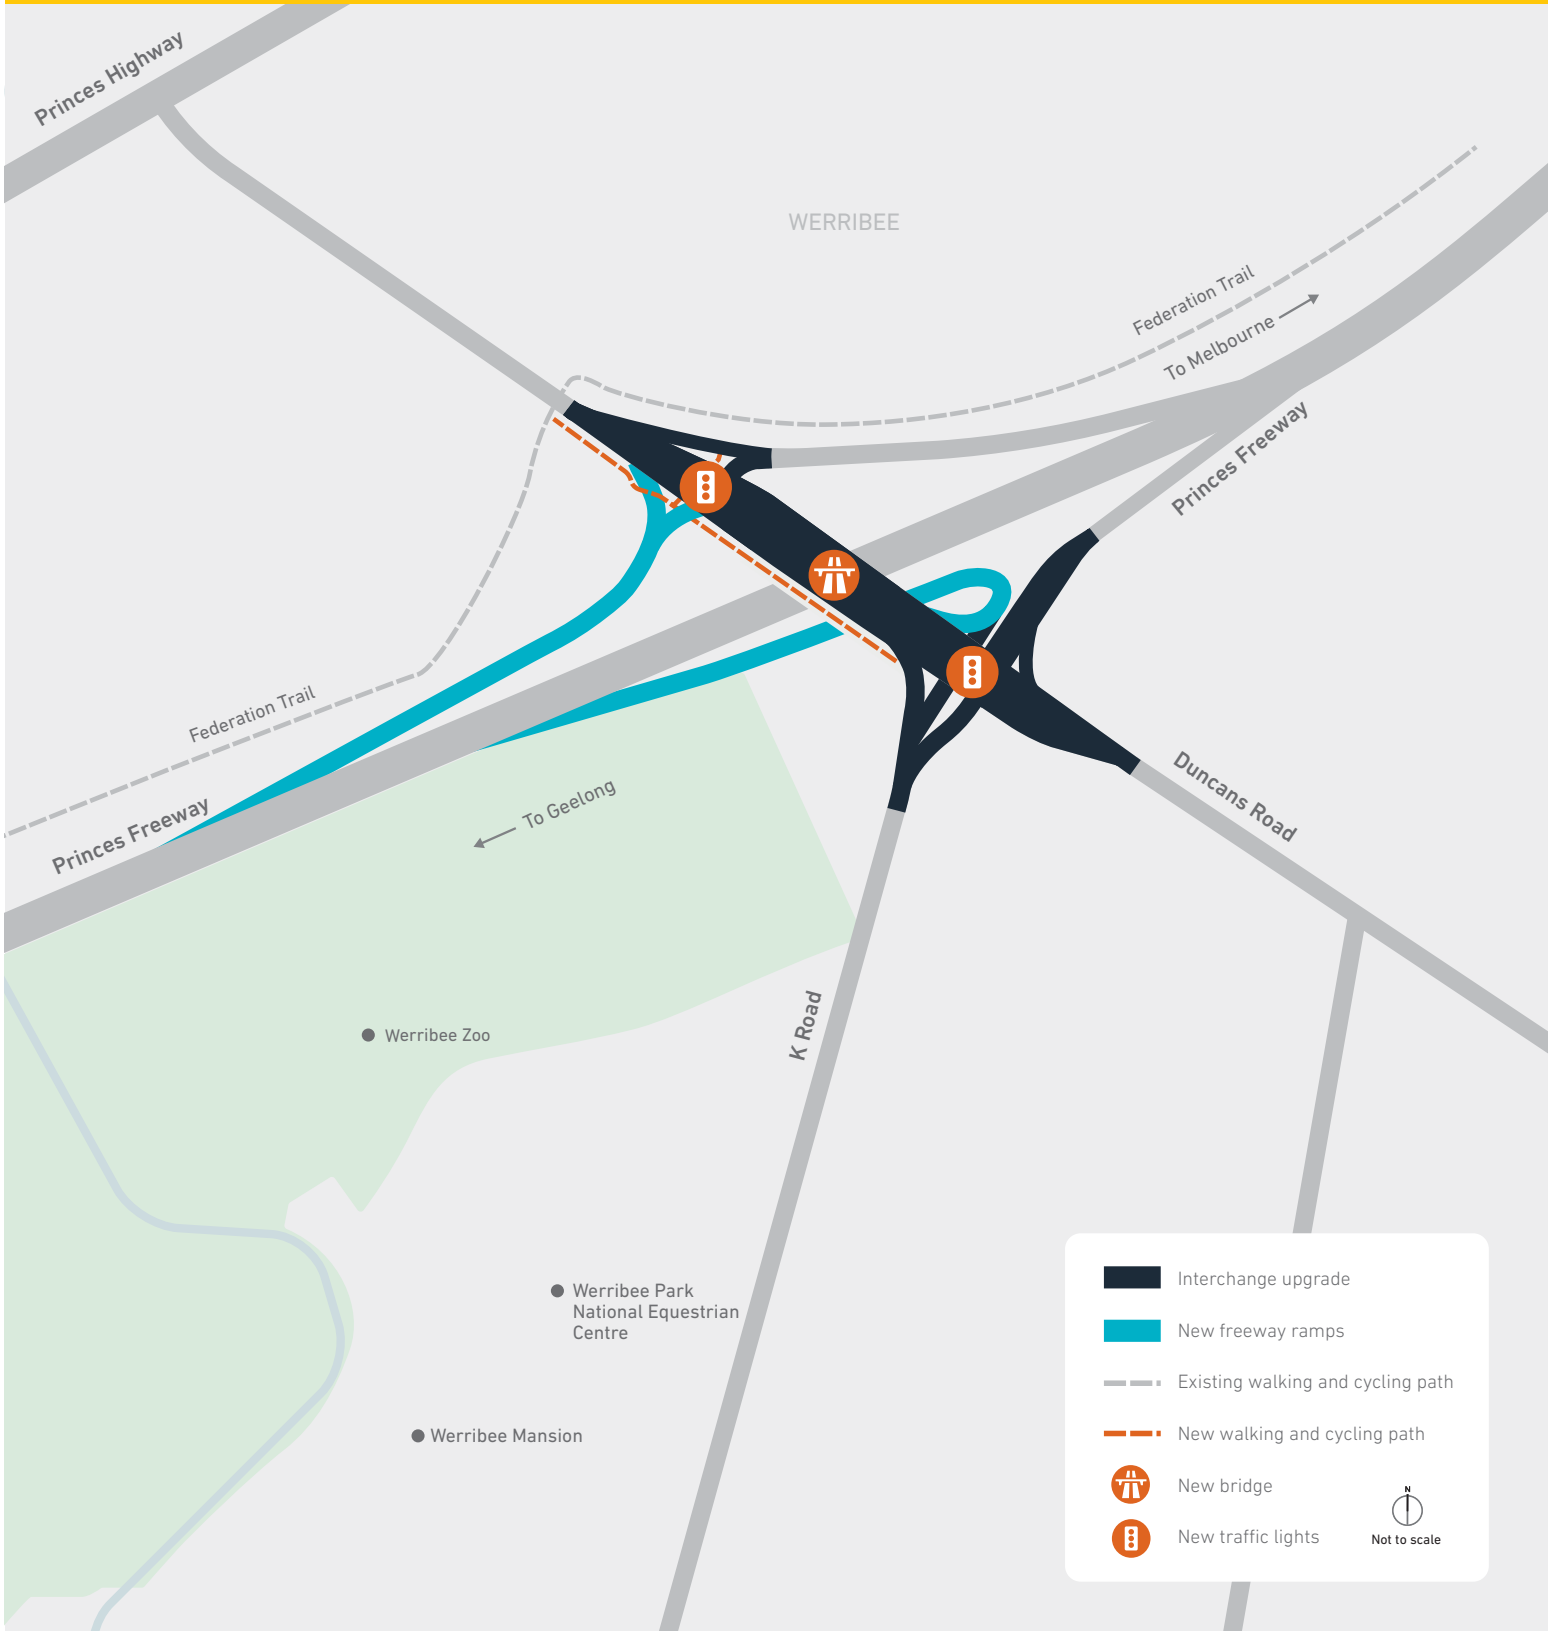 Princes Highway
WERRIBEE
Federation Trail
To Melbourne
Princes Freeway
Federation Trail
Princes Freeway
To Geelong
Duncans Road
K Road
Werribee Zoo
Werribee Park
National Equestrian
Centre
Werribee Mansion
Interchange upgrade
New freeway ramps
Existing walking and cycling path
New walking and cycling path
New bridge
New traffic lights
N
Not to scale